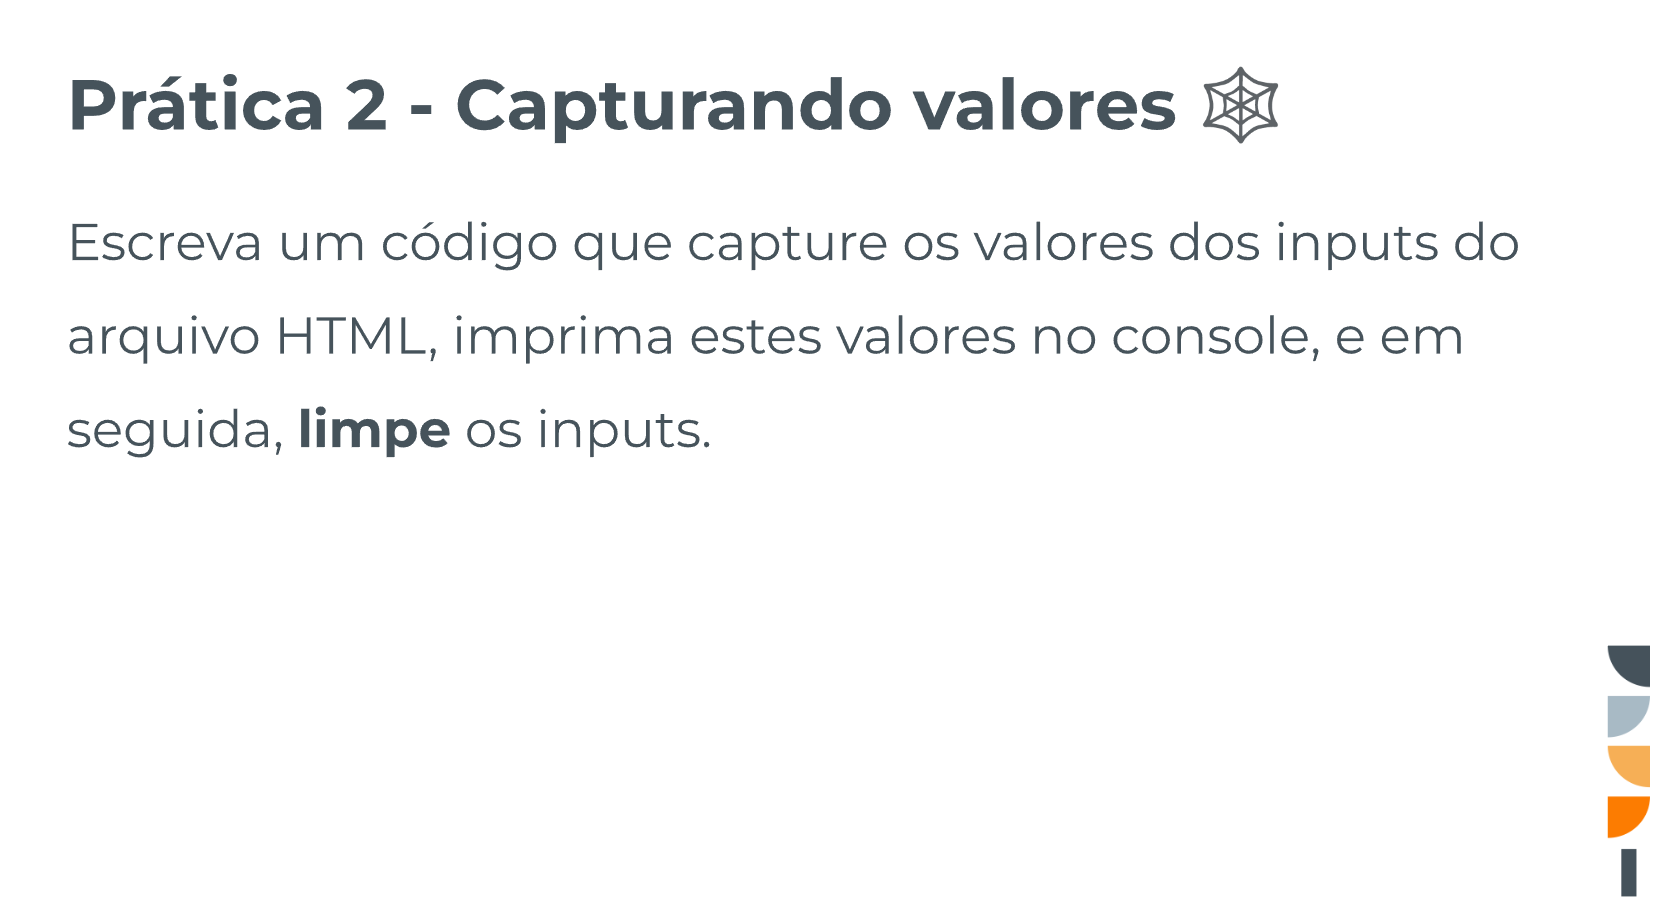 Prática 2 - Capturando valores 🕸
Escreva um código que capture os valores dos inputs do
arquivo HTML, imprima estes valores no console, e em
seguida, limpe os inputs.